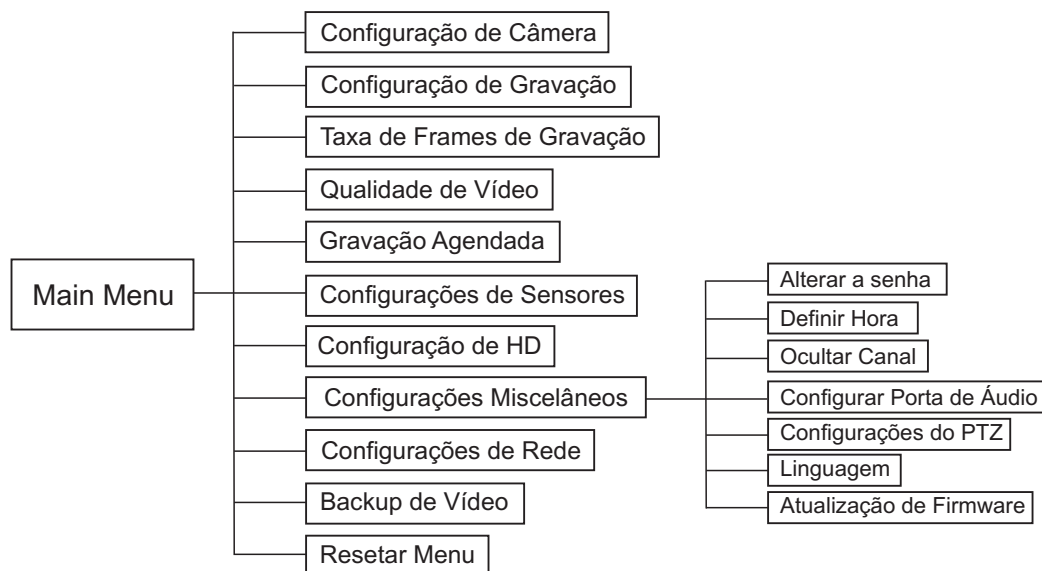 Main Menu
Configuração de Câmera
Configuração de Gravação
Taxa de Frames de Gravação
Qualidade de Vídeo
Gravação Agendada
Configurações de Sensores
Configuração de HD
Configurações Miscelâneos
Configurações de Rede
Backup de Vídeo
Resetar Menu
Alterar a senha
Definir Hora
Ocultar Canal
Configurar Porta de Áudio
Configurações do PTZ
Linguagem
Atualização de Firmware